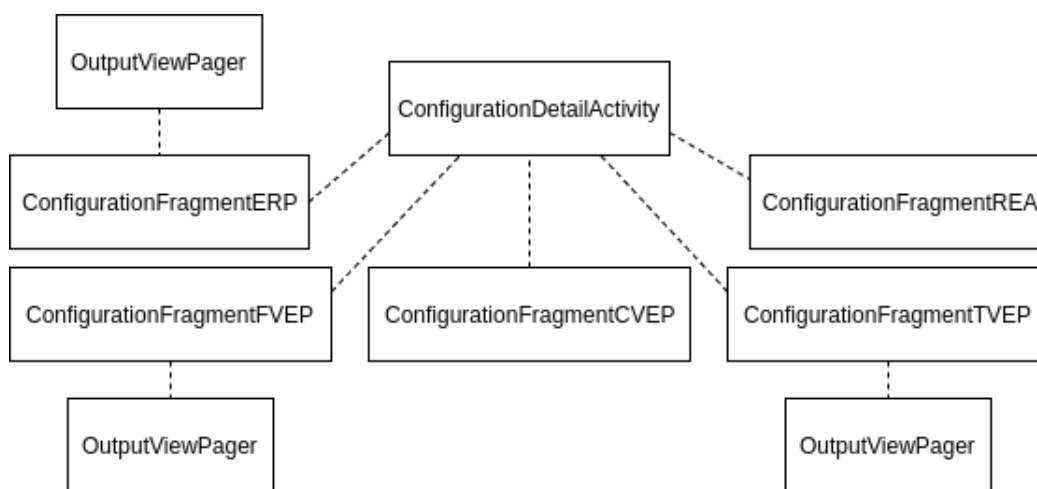 OutputViewPager
ConfigurationDetailActivity
ConfigurationFragmentERP
ConfigurationFragmentREA
ConfigurationFragmentFVEP
ConfigurationFragmentCVEP
ConfigurationFragmentTVEP
OutputViewPager
OutputViewPager